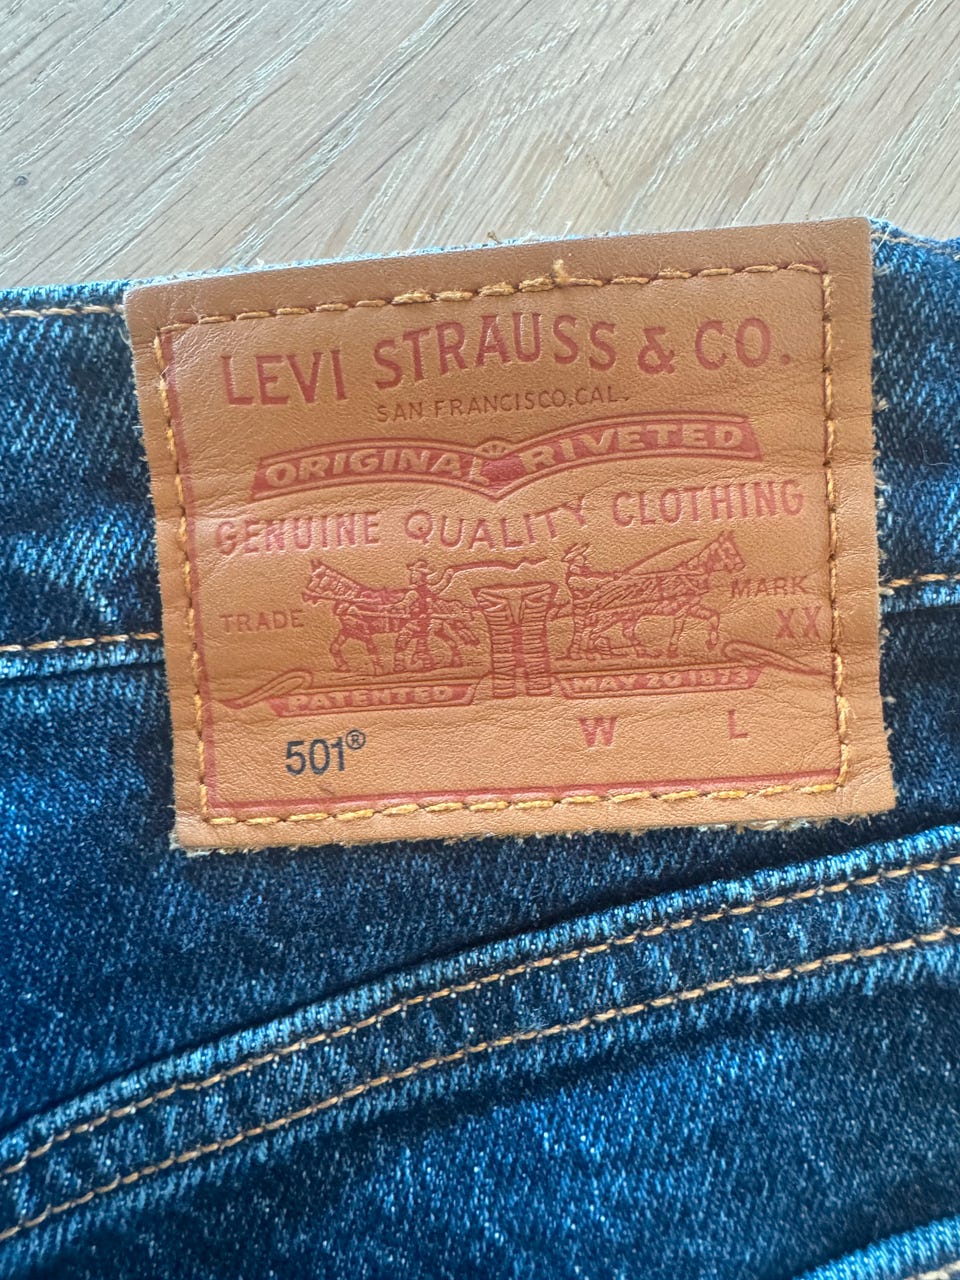 LEVI STRAUSS & CO.
SAN FRANCISCO, CAL.
ORIGINAL RIVETED
GENUINE QUALITY CLOTHING
TRADE MARK
XX
PATENTED MAY 20 1873
W L
501®